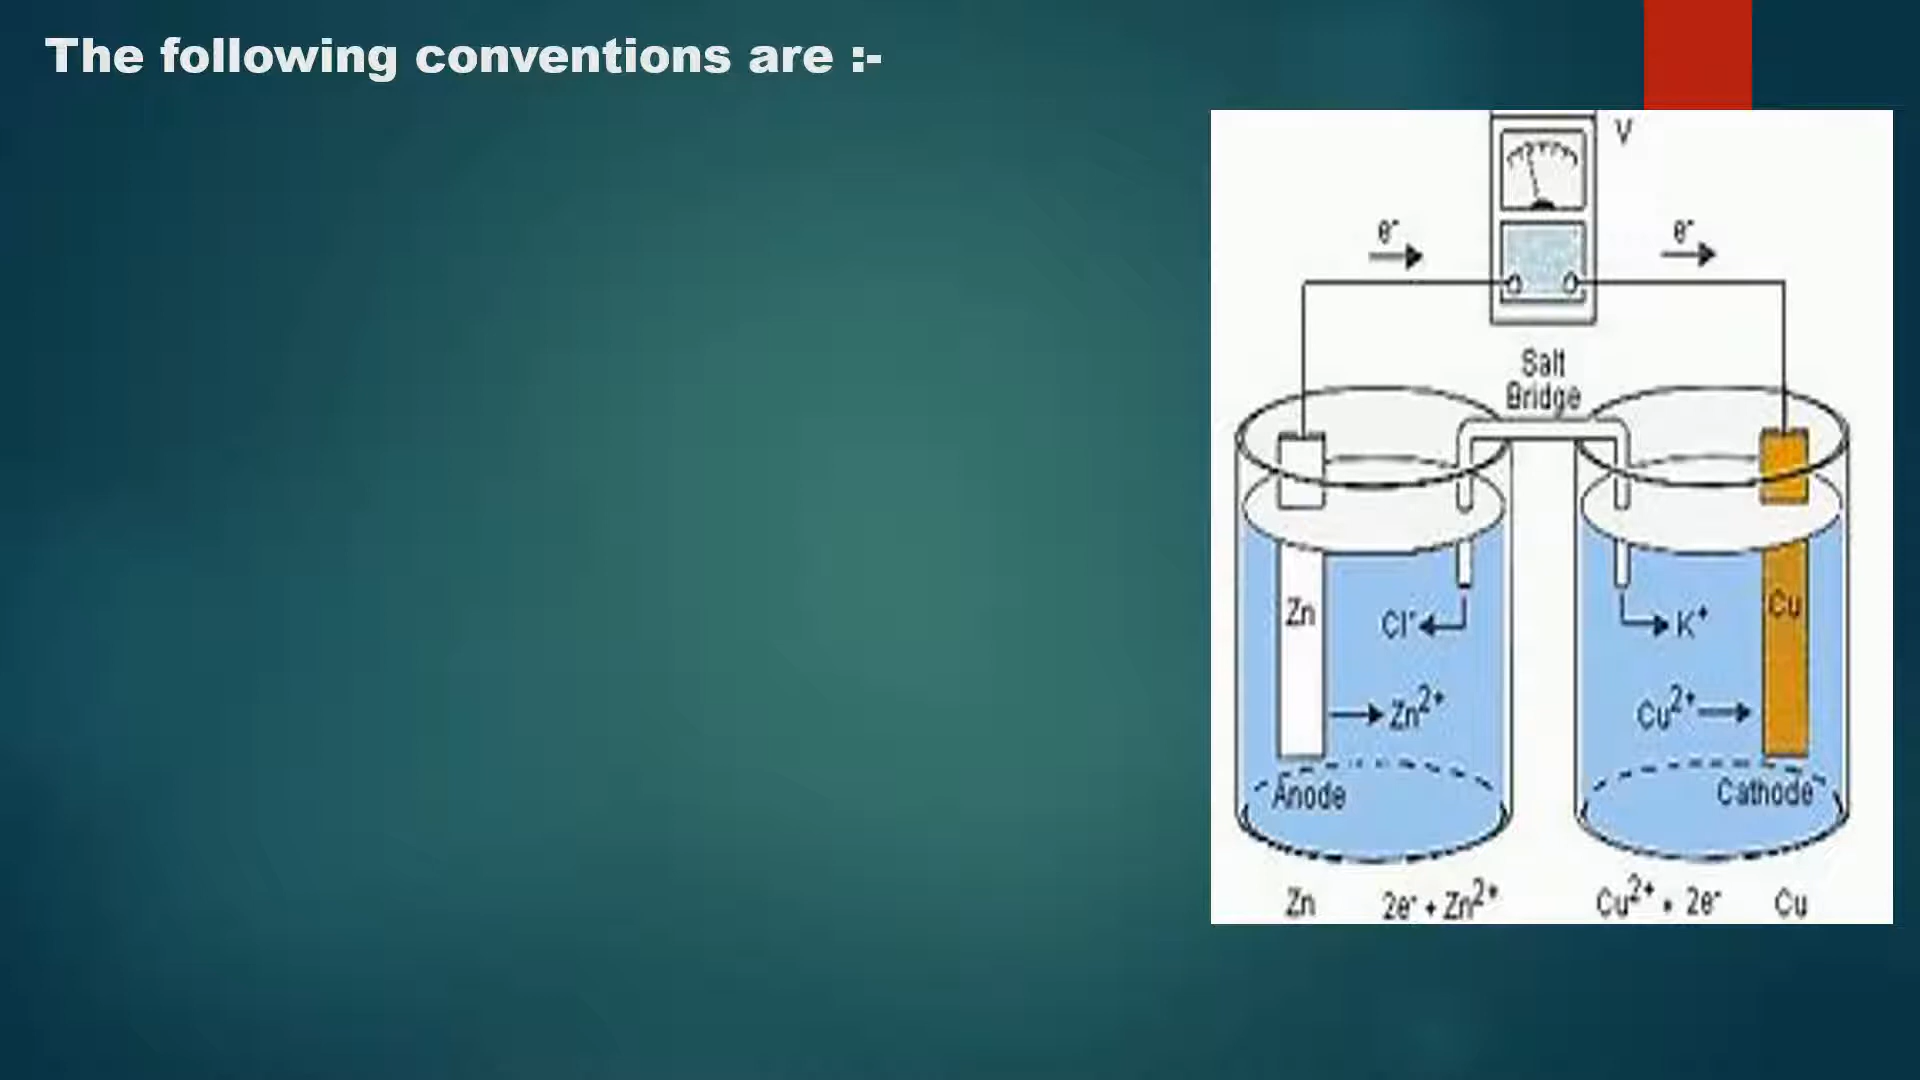 The following conventions are :-
V
e⁻ e⁻
Salt
Bridge
Zn Cl⁻ K⁺ Cu
Zn²⁺ Cu²⁺
Anode Cathode
Zn 2e⁻ + Zn²⁺ Cu²⁺ + 2e⁻ Cu